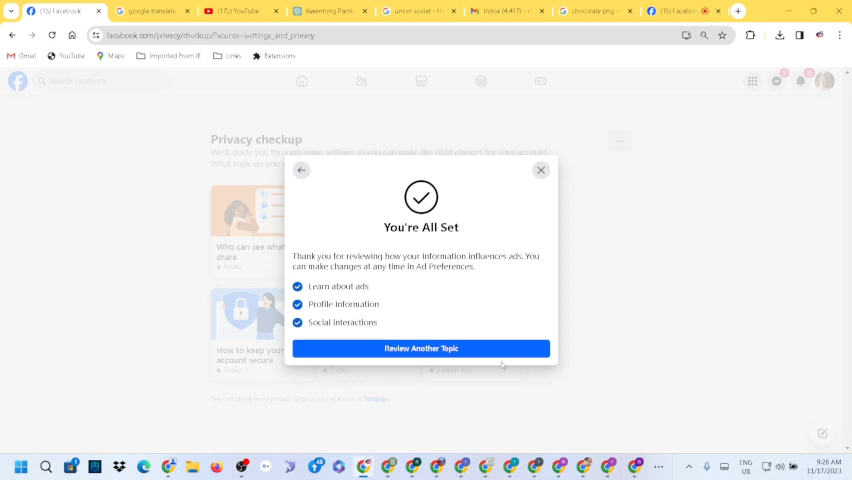 (15) Facebook
google translate
(175) YouTube
Kwentong Pamb
umon soviet - H
Inbox (4,417) - r
chocolate png -
(15) Faceboo
facebook.com/privacy/checkup/?source=settings_and_privacy
Gmail
YouTube
Maps
Imported From IE
Links
Extensions
Search Facebook
Privacy checkup
We'll guide you through some settings so you can make the right choices for your account.
What topic do you
Who can see what
share
Today
How to keep your
account secure
Today
You're All Set
Thank you for reviewing how your information influences ads. You
can make changes at any time in Ad Preferences.
Learn about ads
Profile information
Social Interactions
Review Another Topic
You can check more privacy settings on Facebook in Settings.
ENG
US
9:26 AM
11/17/2023